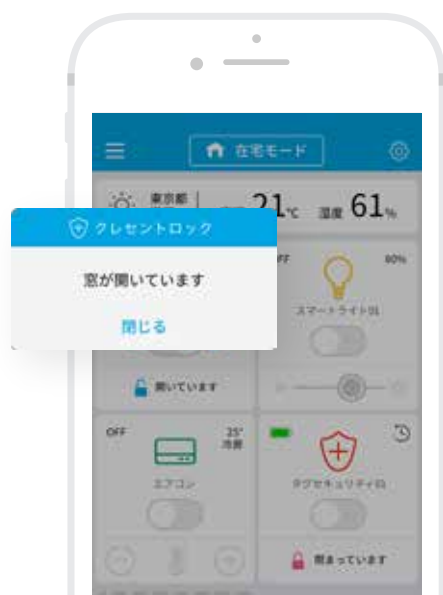 在宅モード
東京都
21℃ 湿度 61%
クレセントロック
窓が開いています
閉じる
80%
スマートライト01
開いています
OFF
25°
冷房
エアコン
タグセキュリティ01
閉まっています